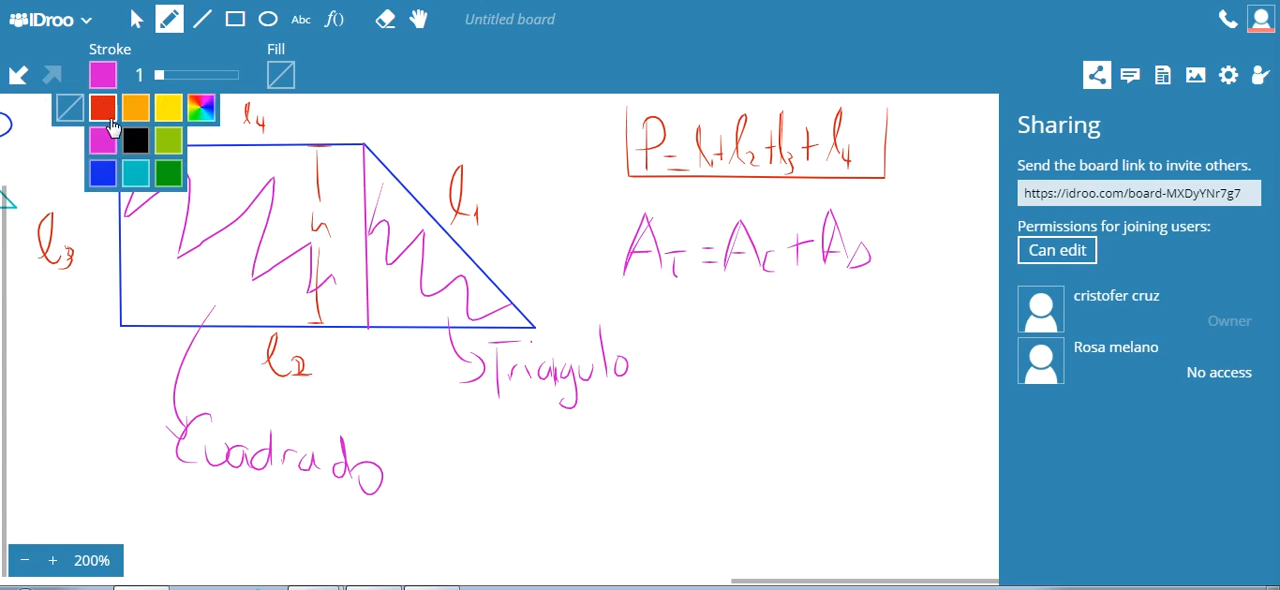 IDroo
Abc
f()
Untitled board
Stroke
Fill
1
l4
P=l1+l2+l3+l4
l3
h
l1
AT=AC+AΔ
l2
Triágulo
Cuadrado
200%
Sharing
Send the board link to invite others.
https://idroo.com/board-MXDyYNr7g7
Permissions for joining users:
Can edit
cristofer cruz
Owner
Rosa melano
No access